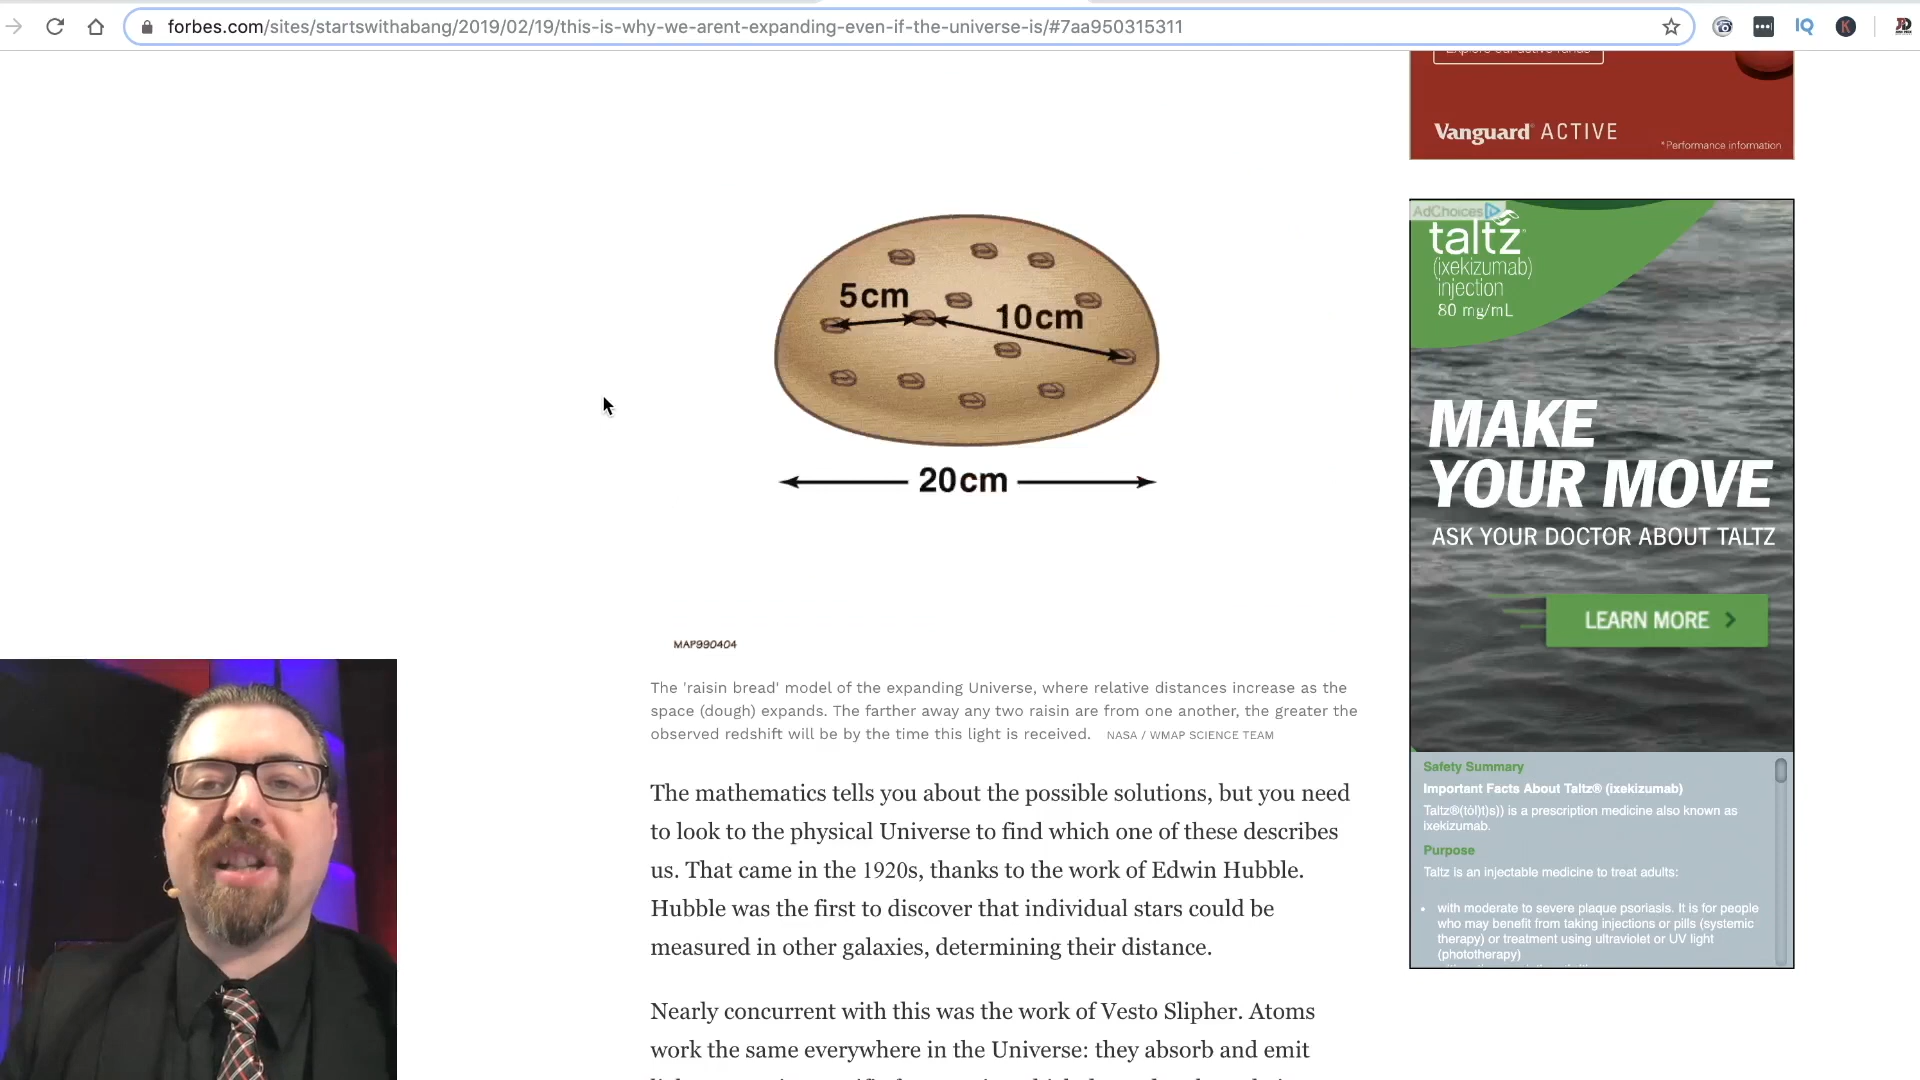 forbes.com/sites/startswithabang/2019/02/19/this-is-why-we-arent-expanding-even-if-the-universe-is/#7aa950315311
IQ
K
Vanguard ACTIVE
*Performance information
5cm
10cm
20cm
MAP990404
The 'raisin bread' model of the expanding Universe, where relative distances increase as the
space (dough) expands. The farther away any two raisin are from one another, the greater the
observed redshift will be by the time this light is received. NASA / WMAP SCIENCE TEAM
The mathematics tells you about the possible solutions, but you need
to look to the physical Universe to find which one of these describes
us. That came in the 1920s, thanks to the work of Edwin Hubble.
Hubble was the first to discover that individual stars could be
measured in other galaxies, determining their distance.
Nearly concurrent with this was the work of Vesto Slipher. Atoms
work the same everywhere in the Universe: they absorb and emit
AdChoices
taltz
(ixekizumab)
injection
80 mg/mL
MAKE
YOUR MOVE
ASK YOUR DOCTOR ABOUT TALTZ
LEARN MORE
Safety Summary
Important Facts About Taltz® (ixekizumab)
Taltz®(tȯl)t)s)) is a prescription medicine also known as
ixekizumab.
Purpose
Taltz is an injectable medicine to treat adults:
• with moderate to severe plaque psoriasis. It is for people
who may benefit from taking injections or pills (systemic
therapy) or treatment using ultraviolet or UV light
(phototherapy)